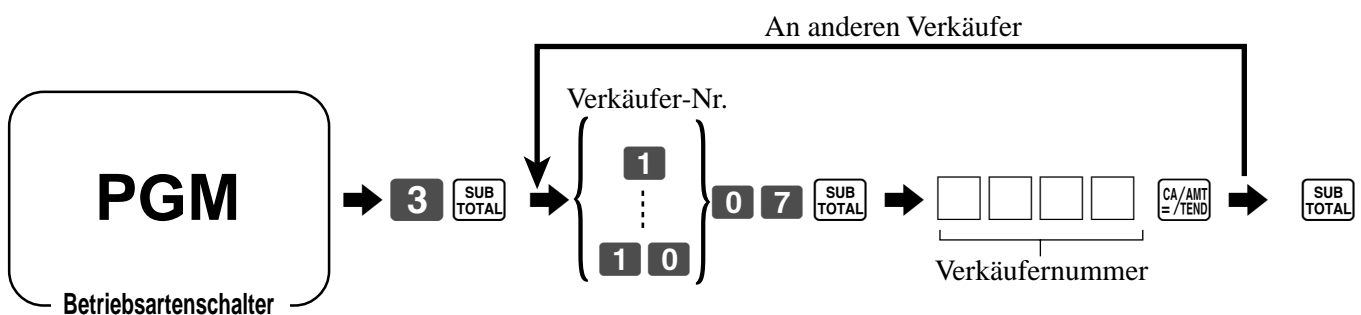 An anderen Verkäufer
Verkäufer-Nr.
PGM
3 SUB TOTAL
1
1 0
0 7 SUB TOTAL
CA/AMT = /TEND
SUB TOTAL
Verkäufernummer
Betriebsartenschalter